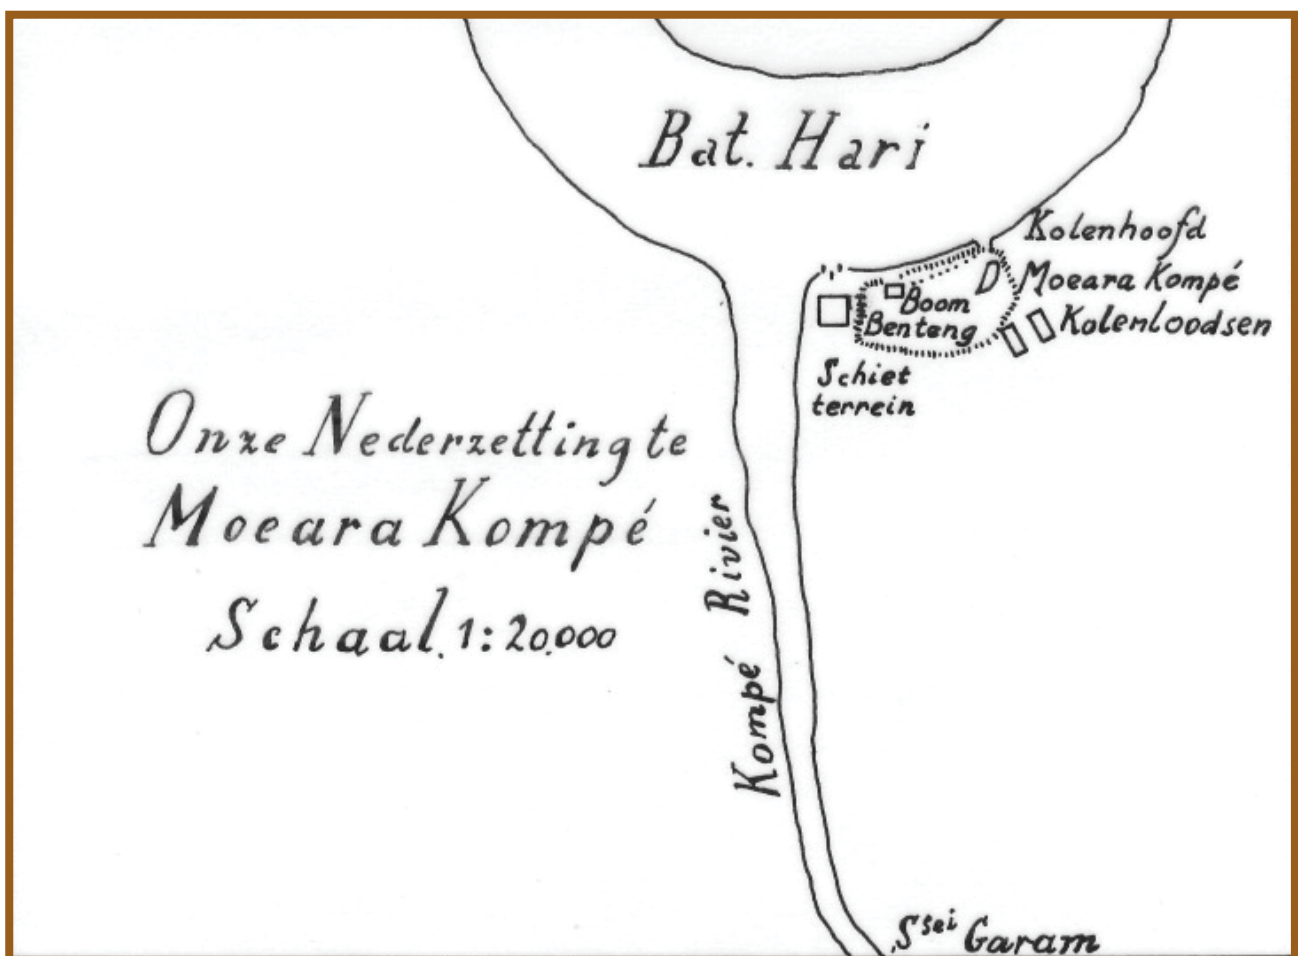 Bat. Hari
Kolenhoofd
Moeara Kompé
Kolenloodsen
Boom
Benteng
Schiet
terrein
Onze Nederzetting te
Moeara Kompé
Schaal. 1:20.000
Kompé Rivier
Ssei Garam